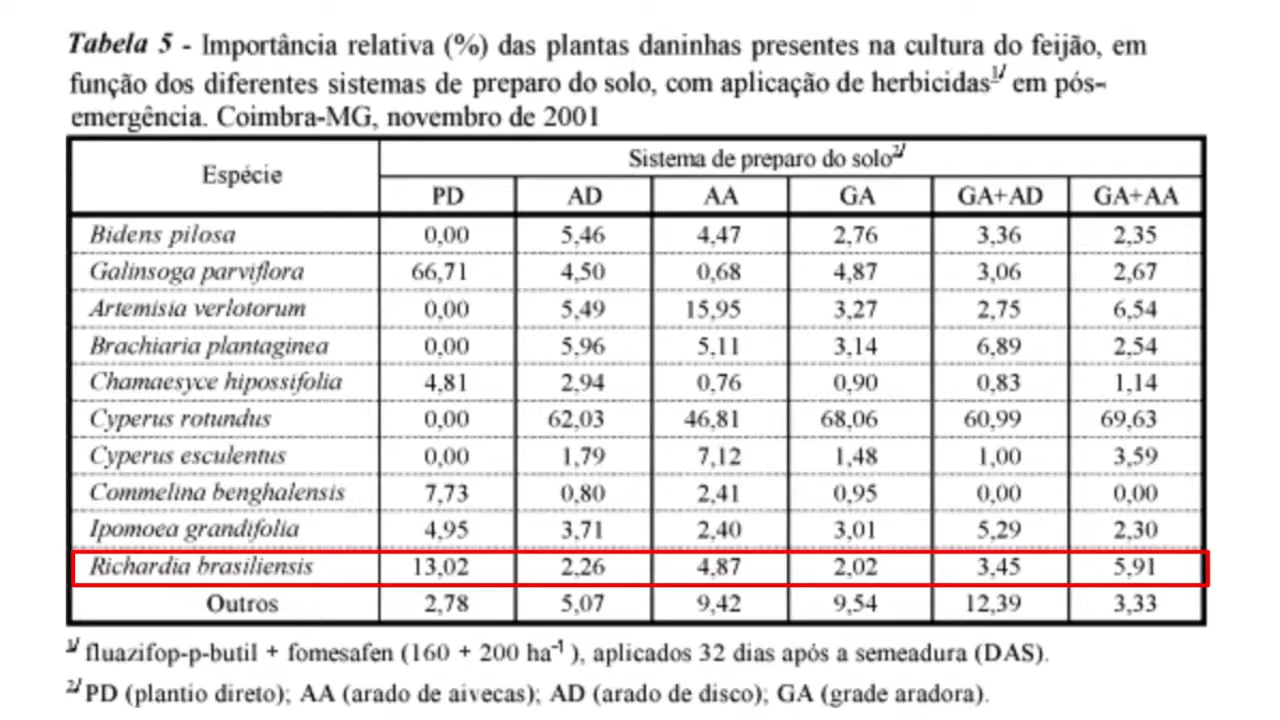 Tabela 5 - Importância relativa (%) das plantas daninhas presentes na cultura do feijão, em
função dos diferentes sistemas de preparo do solo, com aplicação de herbicidas1/ em pós-
emergência. Coimbra-MG, novembro de 2001
Espécie Sistema de preparo do solo2/
PD AD AA GA GA+AD GA+AA
Bidens pilosa 0,00 5,46 4,47 2,76 3,36 2,35
Galinsoga parviflora 66,71 4,50 0,68 4,87 3,06 2,67
Artemisia verlotorum 0,00 5,49 15,95 3,27 2,75 6,54
Brachiaria plantaginea 0,00 5,96 5,11 3,14 6,89 2,54
Chamaesyce hipossifolia 4,81 2,94 0,76 0,90 0,83 1,14
Cyperus rotundus 0,00 62,03 46,81 68,06 60,99 69,63
Cyperus esculentus 0,00 1,79 7,12 1,48 1,00 3,59
Commelina benghalensis 7,73 0,80 2,41 0,95 0,00 0,00
Ipomoea grandifolia 4,95 3,71 2,40 3,01 5,29 2,30
Richardia brasiliensis 13,02 2,26 4,87 2,02 3,45 5,91
Outros 2,78 5,07 9,42 9,54 12,39 3,33
1/ fluazifop-p-butil + fomesafen (160 + 200 ha-1 ), aplicados 32 dias após a semeadura (DAS).
2/ PD (plantio direto); AA (arado de aivecas); AD (arado de disco); GA (grade aradora).